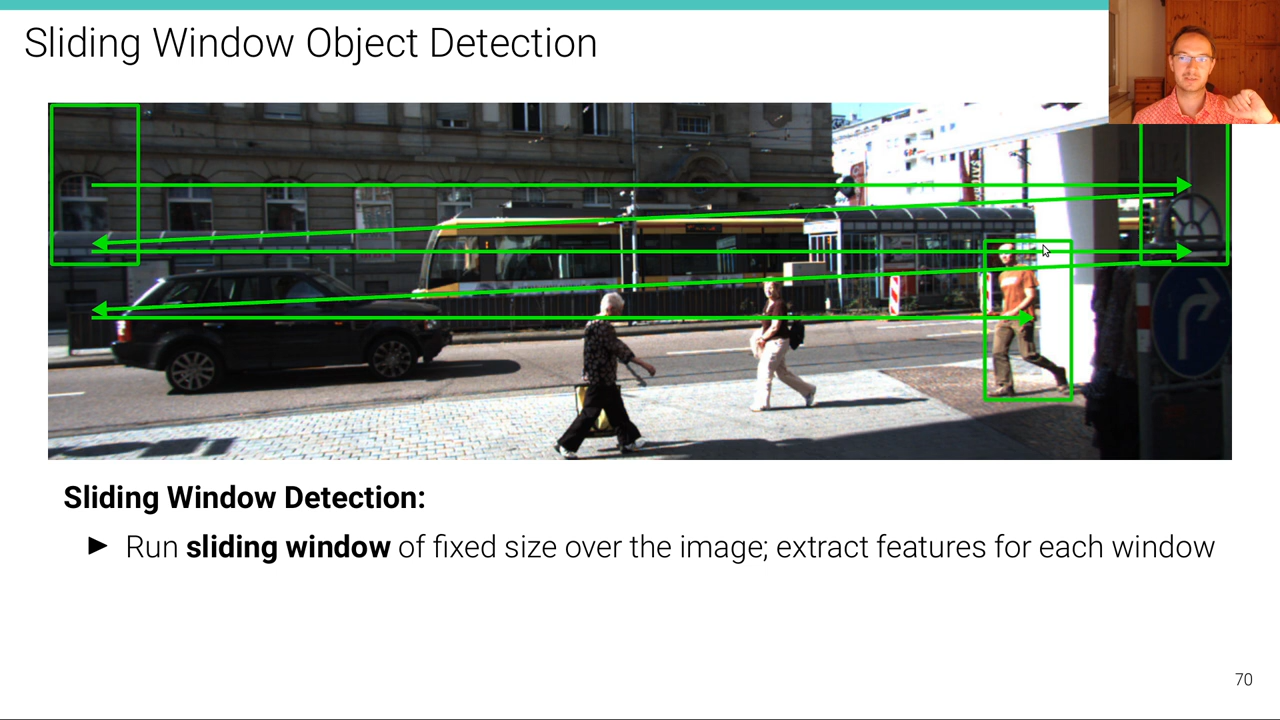 Sliding Window Object Detection
Sliding Window Detection:
► Run sliding window of fixed size over the image; extract features for each window
70